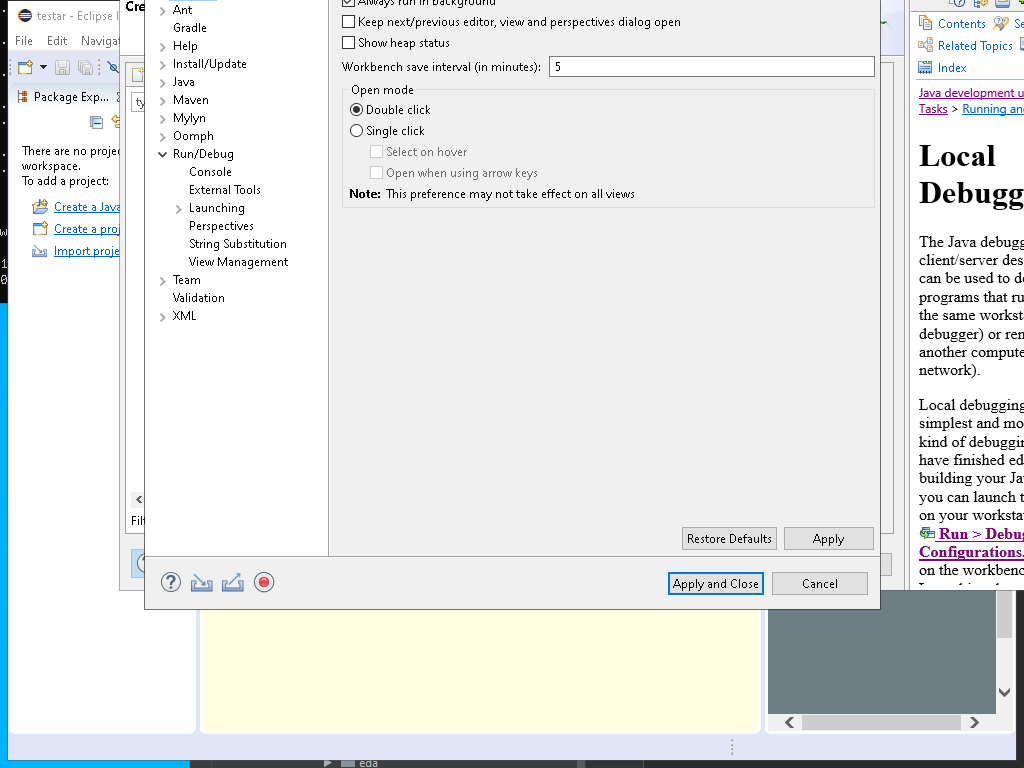 testar - Eclipse I
File Edit Navigat
Package Exp...
There are no proje
workspace.
To add a project:
Create a Java
Create a proj
Import proje
Cre
ty
Filt
Ant
Gradle
Help
Install/Update
Java
Maven
Mylyn
Oomph
Run/Debug
Console
External Tools
Launching
Perspectives
String Substitution
View Management
Team
Validation
XML
Always run in background
Keep next/previous editor, view and perspectives dialog open
Show heap status
Workbench save interval (in minutes): 5
Open mode
Double click
Single click
Select on hover
Open when using arrow keys
Note: This preference may not take effect on all views
Restore Defaults Apply
Apply and Close Cancel
Contents Se
Related Topics
Index
Java development u
Tasks > Running and
Local
Debugg
The Java debugg
client/server des
can be used to de
programs that ru
the same worksta
debugger) or rem
another compute
network).
Local debugging
simplest and mo
kind of debuggin
have finished ed
building your Jav
you can launch t
on your worksta
Run > Debug
Configurations.
on the workbenc
eda